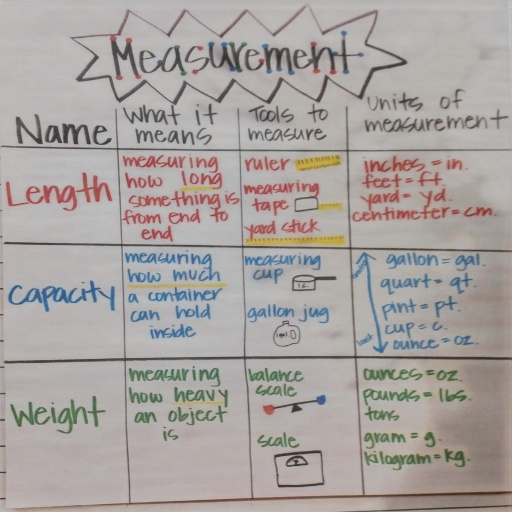 Measurement
Name
What it
means
Tools to
measure
Units of
measurement
Length
measuring
how long
something is
from end to
end
ruler
measuring
tape
yard stick
inches = in.
feet = ft.
yard = yd.
centimeter = cm.
Capacity
measuring
how much
a container
can hold
inside
measuring
cup
gallon jug
gallon = gal.
quart = qt.
pint = pt.
cup = c.
ounce = oz.
Weight
measuring
how heavy
an object
is
balance
scale
scale
ounces = oz.
pounds = lbs.
tons
gram = g.
kilogram = kg.